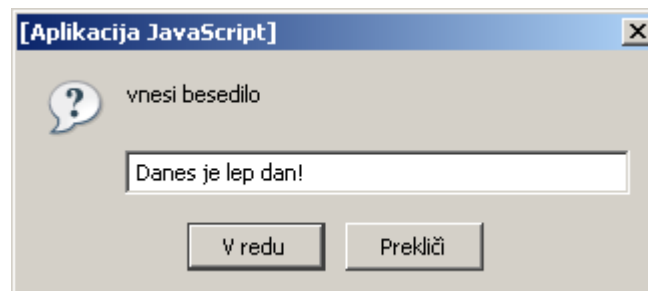 [Aplikacija JavaScript]
vnesi besedilo
Danes je lep dan!
V redu Prekliči